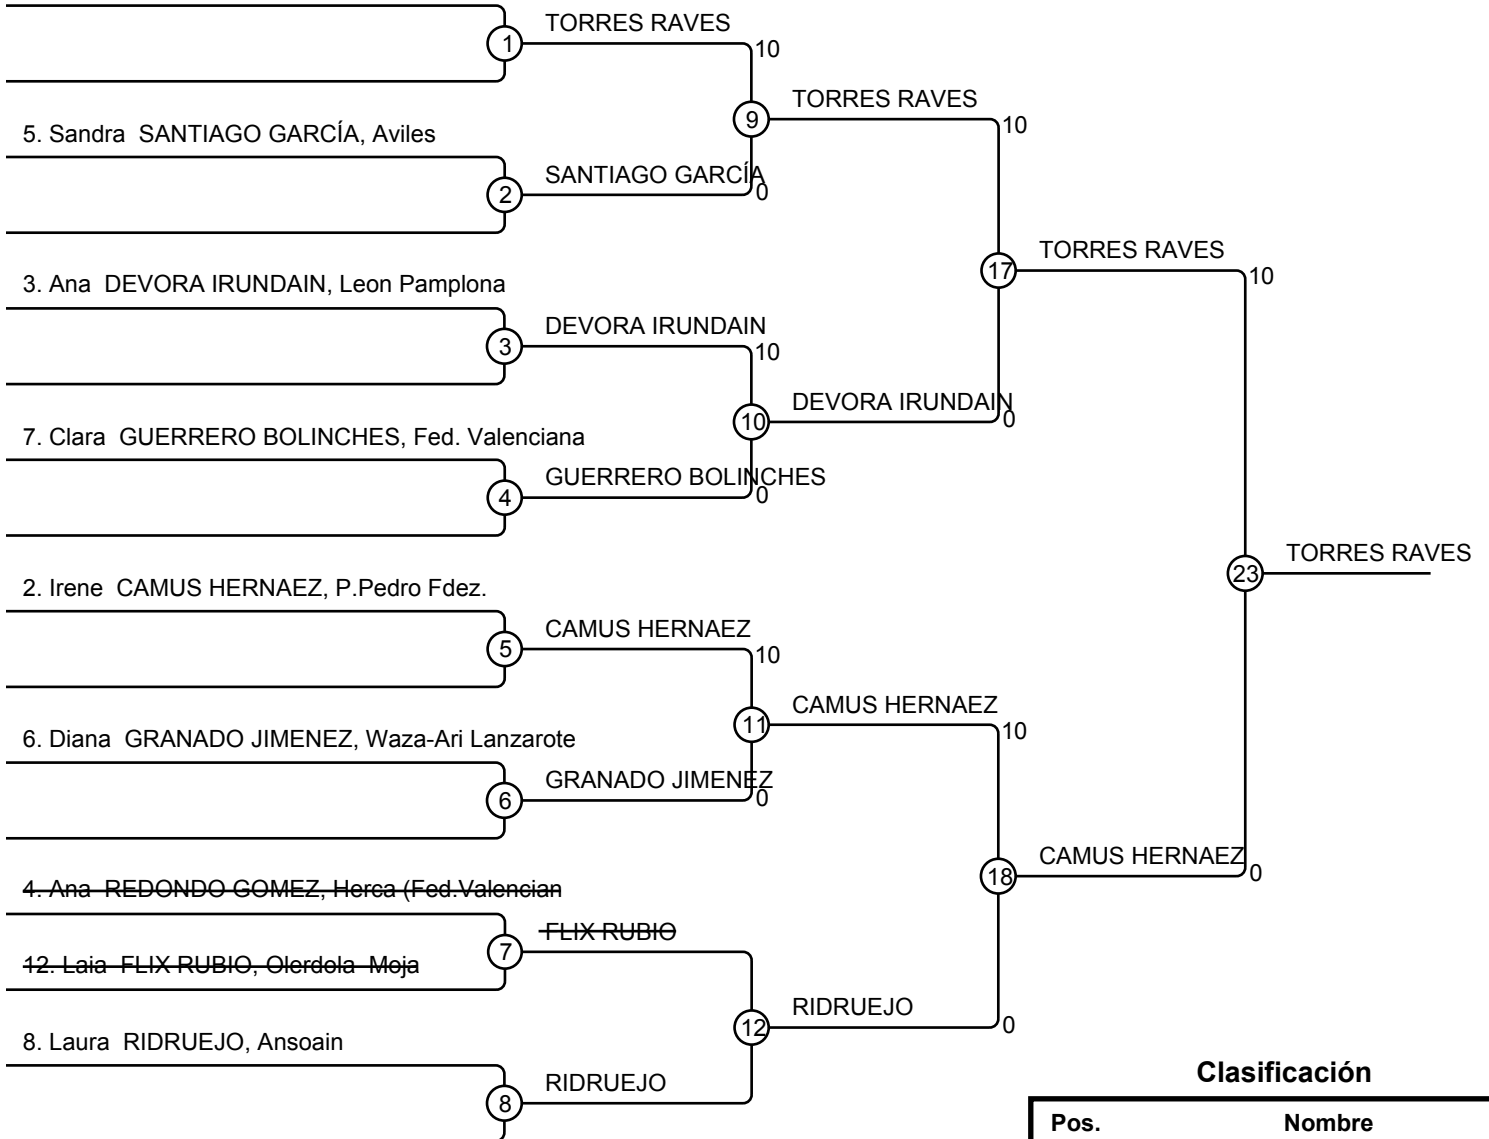 TORRES RAVES
1
10
TORRES RAVES
9
10
5. Sandra SANTIAGO GARCÍA, Aviles
SANTIAGO GARCÍA
2
0
TORRES RAVES
17
10
3. Ana DEVORA IRUNDAIN, Leon Pamplona
DEVORA IRUNDAIN
3
10
DEVORA IRUNDAIN
10
0
7. Clara GUERRERO BOLINCHES, Fed. Valenciana
GUERRERO BOLINCHES
4
0
TORRES RAVES
23
2. Irene CAMUS HERNAEZ, P.Pedro Fdez.
CAMUS HERNAEZ
5
10
CAMUS HERNAEZ
11
10
6. Diana GRANADO JIMENEZ, Waza-Ari Lanzarote
GRANADO JIMENEZ
6
0
CAMUS HERNAEZ
18
0
4. Ana REDONDO GOMEZ, Herca (Fed.Valencian
FLIX RUBIO
7
12. Laia FLIX RUBIO, Olerdola Moja
RIDRUEJO
12
0
8. Laura RIDRUEJO, Ansoain
RIDRUEJO
8
Clasificación
Pos. Nombre